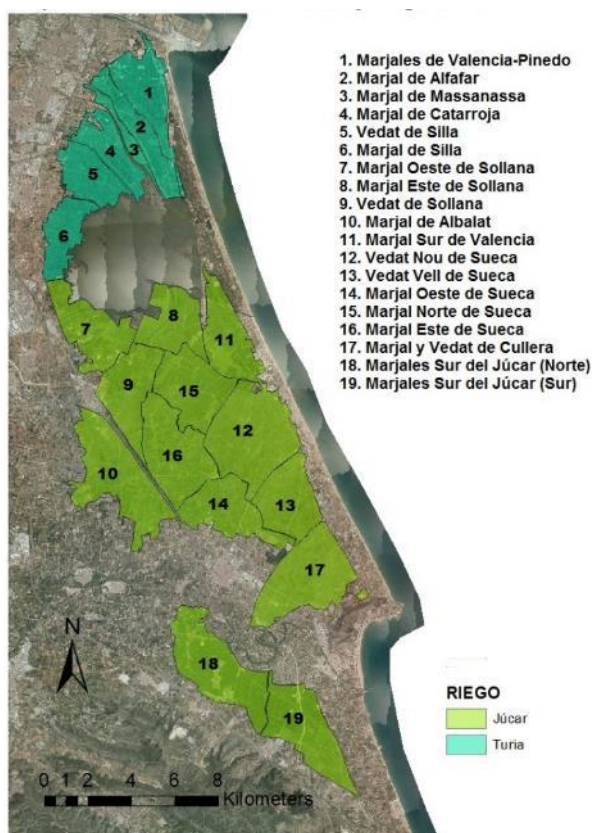 1. Marjales de Valencia-Pinedo
2. Marjal de Alfafar
3. Marjal de Massanassa
4. Marjal de Catarroja
5. Vedat de Silla
6. Marjal de Silla
7. Marjal Oeste de Sollana
8. Marjal Este de Sollana
9. Vedat de Sollana
10. Marjal de Albalat
11. Marjal Sur de Valencia
12. Vedat Nou de Sueca
13. Vedat Vell de Sueca
14. Marjal Oeste de Sueca
15. Marjal Norte de Sueca
16. Marjal Este de Sueca
17. Marjal y Vedat de Cullera
18. Marjales Sur del Júcar (Norte)
19. Marjales Sur del Júcar (Sur)
1
2
3
4
5
6
7
8
11
9
15
12
16
10
14
13
17
18
19
N
RIEGO
Júcar
Turia
0 1 2 4 6 8
Kilometers